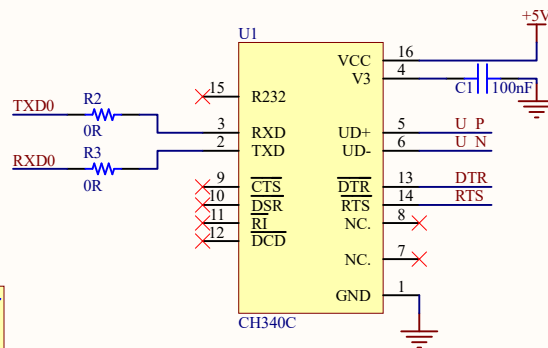 +5V
U1
VCC 16
V3 4
C1 100nF
15 R232
TXD0 R2
0R
3 RXD
UD+ 5 U P
RXD0 R3
0R
2 TXD
UD- 6 U N
9 CTS
DTR 13 DTR
10 DSR
RTS 14 RTS
11 RI
NC. 8
12 DCD
NC. 7
GND 1
CH340C